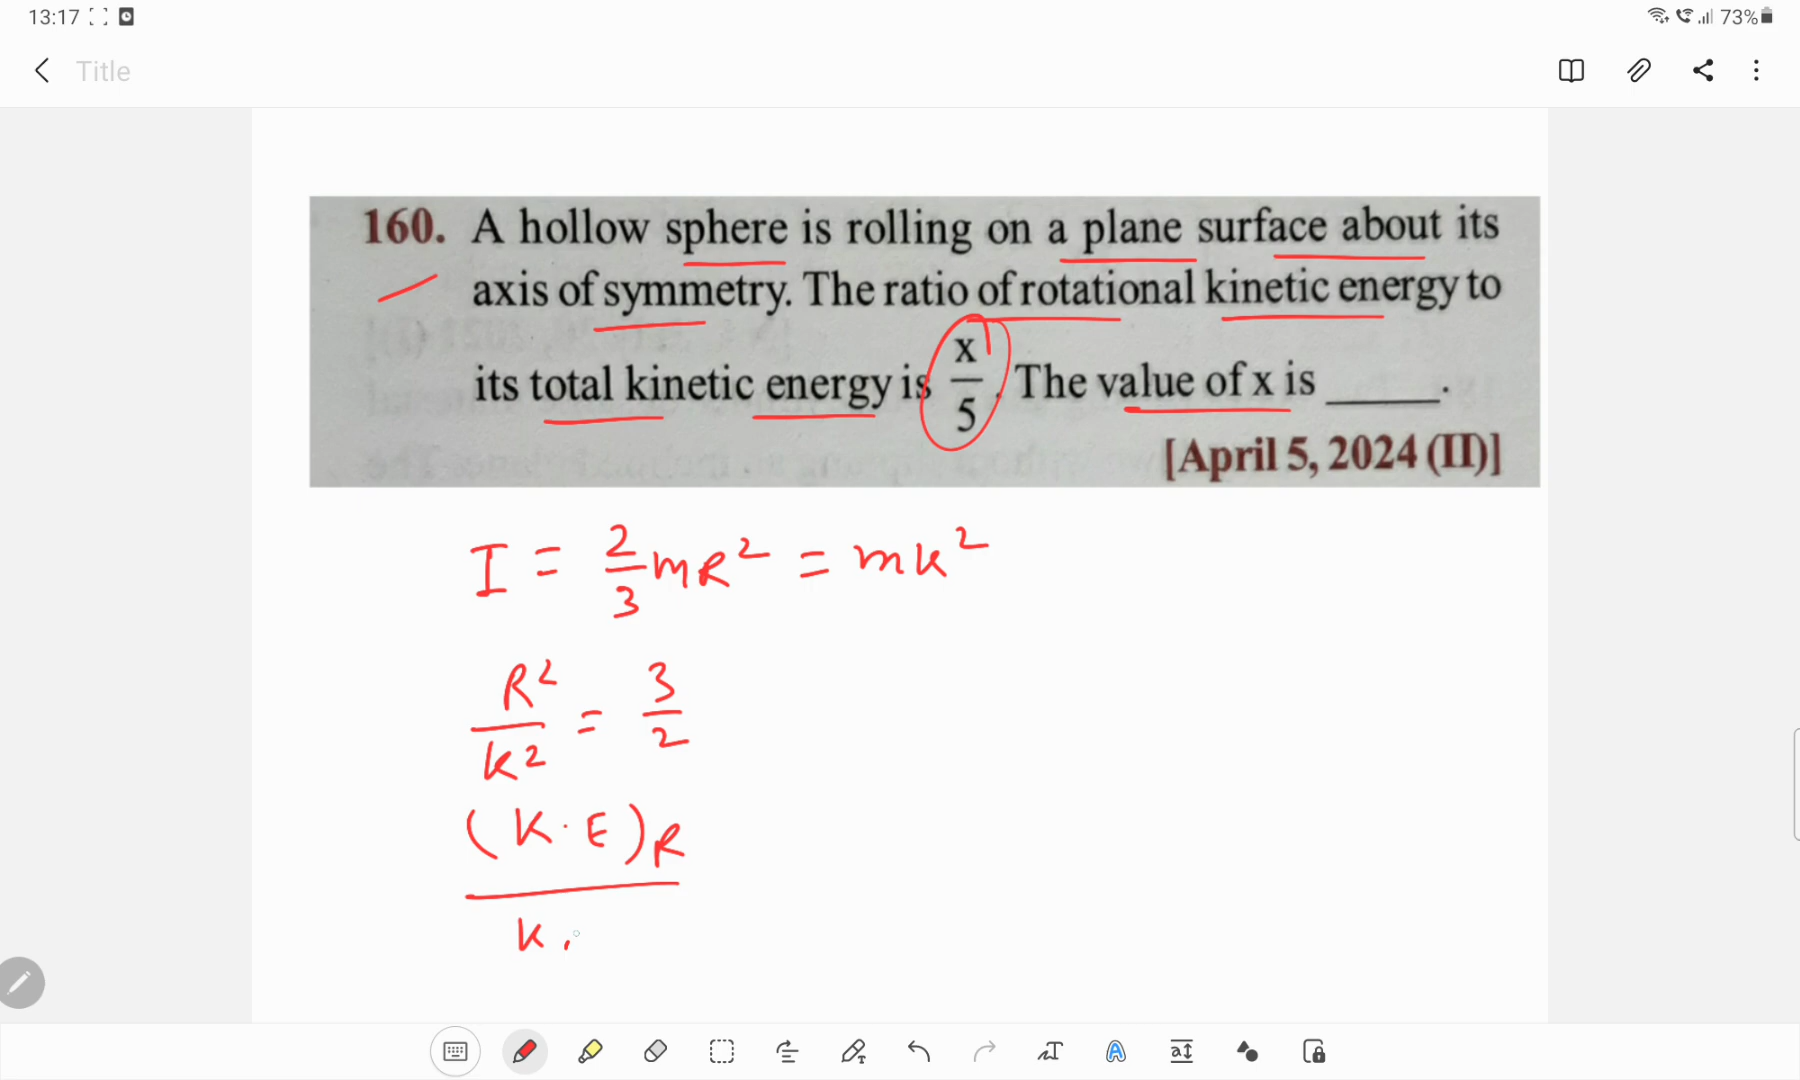 13:17
73%
Title
160. A hollow sphere is rolling on a plane surface about its
axis of symmetry. The ratio of rotational kinetic energy to
its total kinetic energy is x/5. The value of x is _____.
[April 5, 2024 (II)]
I = 2/3 mR² = mk²
R²/k² = 3/2
(K.E)R
K.